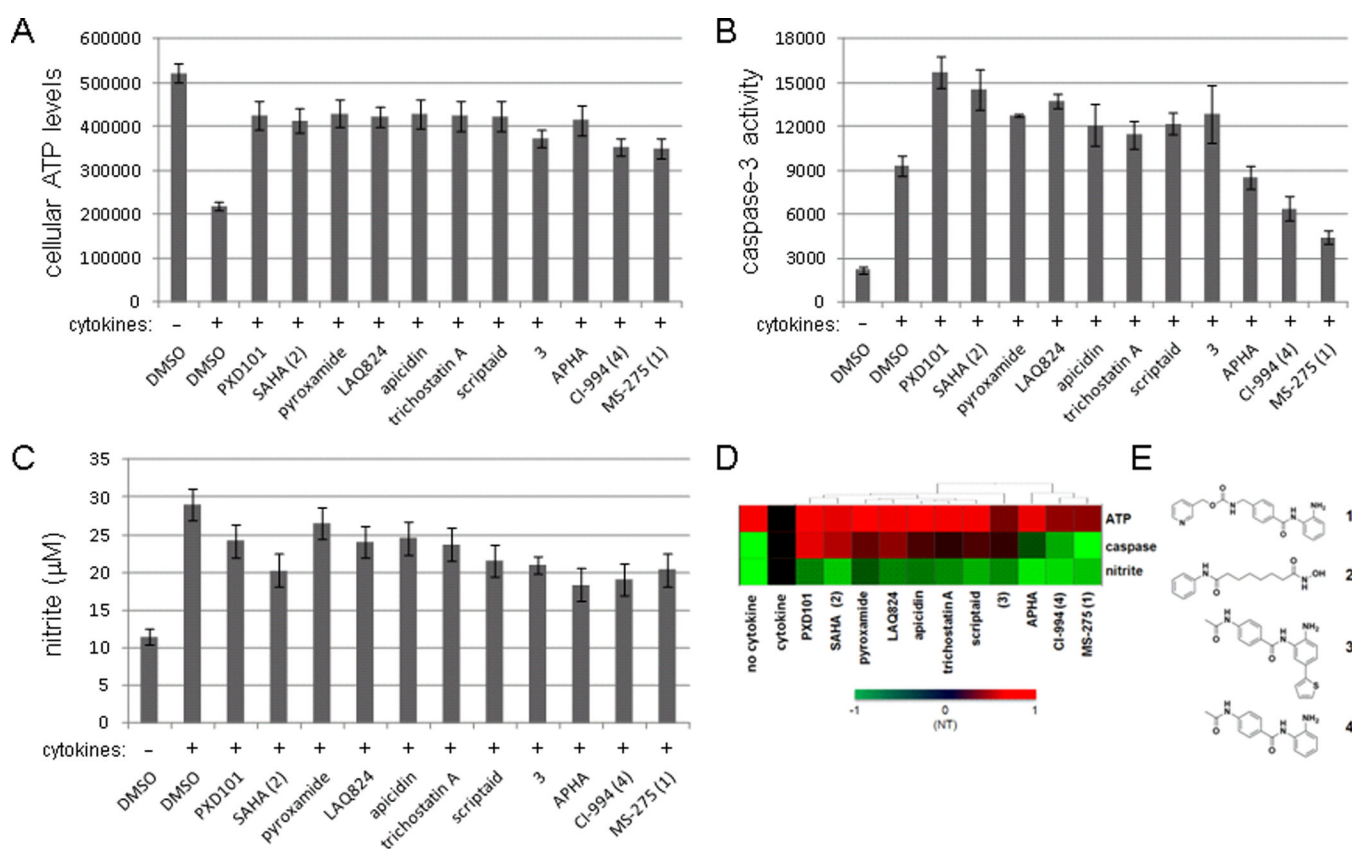 A
cellular ATP levels
600000
500000
400000
300000
200000
100000
0
cytokines: – + + + + + + + + + + + +
DMSO
DMSO
PXD101
SAHA (2)
pyroxamide
LAQ824
apicidin
trichostatin A
scriptaid
3
APHA
CI-994 (4)
MS-275 (1)
B
caspase-3 activity
18000
15000
12000
9000
6000
3000
0
cytokines: – + + + + + + + + + + + +
DMSO
DMSO
PXD101
SAHA (2)
pyroxamide
LAQ824
apicidin
trichostatin A
scriptaid
3
APHA
CI-994 (4)
MS-275 (1)
C
nitrite (µM)
35
30
25
20
15
10
5
0
cytokines: – + + + + + + + + + + + +
DMSO
DMSO
PXD101
SAHA (2)
pyroxamide
LAQ824
apicidin
trichostatin A
scriptaid
3
APHA
CI-994 (4)
MS-275 (1)
D
ATP
caspase
nitrite
no cytokine
cytokine
PXD101
SAHA (2)
pyroxamide
LAQ824
apicidin
trichostatin A
scriptaid
(3)
APHA
CI-994 (4)
MS-275 (1)
-1 0 1
(NT)
E
N O O H N O N H NH₂ 1
H N O O N H OH 2
H N O O H N NH₂ S 3
H N O O H N NH₂ 4